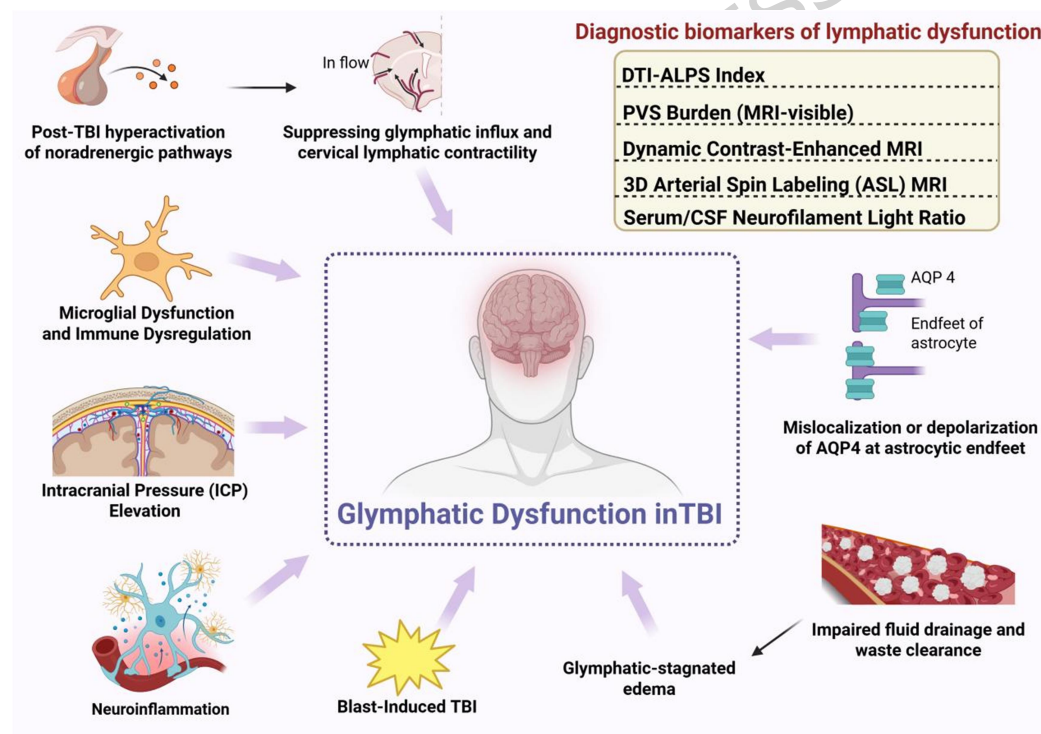 Diagnostic biomarkers of lymphatic dysfunction
DTI-ALPS Index
PVS Burden (MRI-visible)
Dynamic Contrast-Enhanced MRI
3D Arterial Spin Labeling (ASL) MRI
Serum/CSF Neurofilament Light Ratio
In flow
Post-TBI hyperactivation
of noradrenergic pathways
Suppressing glymphatic influx and
cervical lymphatic contractility
Microglial Dysfunction
and Immune Dysregulation
AQP 4
Endfeet of
astrocyte
Mislocalization or depolarization
of AQP4 at astrocytic endfeet
Intracranial Pressure (ICP)
Elevation
Glymphatic Dysfunction inTBI
Impaired fluid drainage and
waste clearance
Glymphatic-stagnated
edema
Blast-Induced TBI
Neuroinflammation